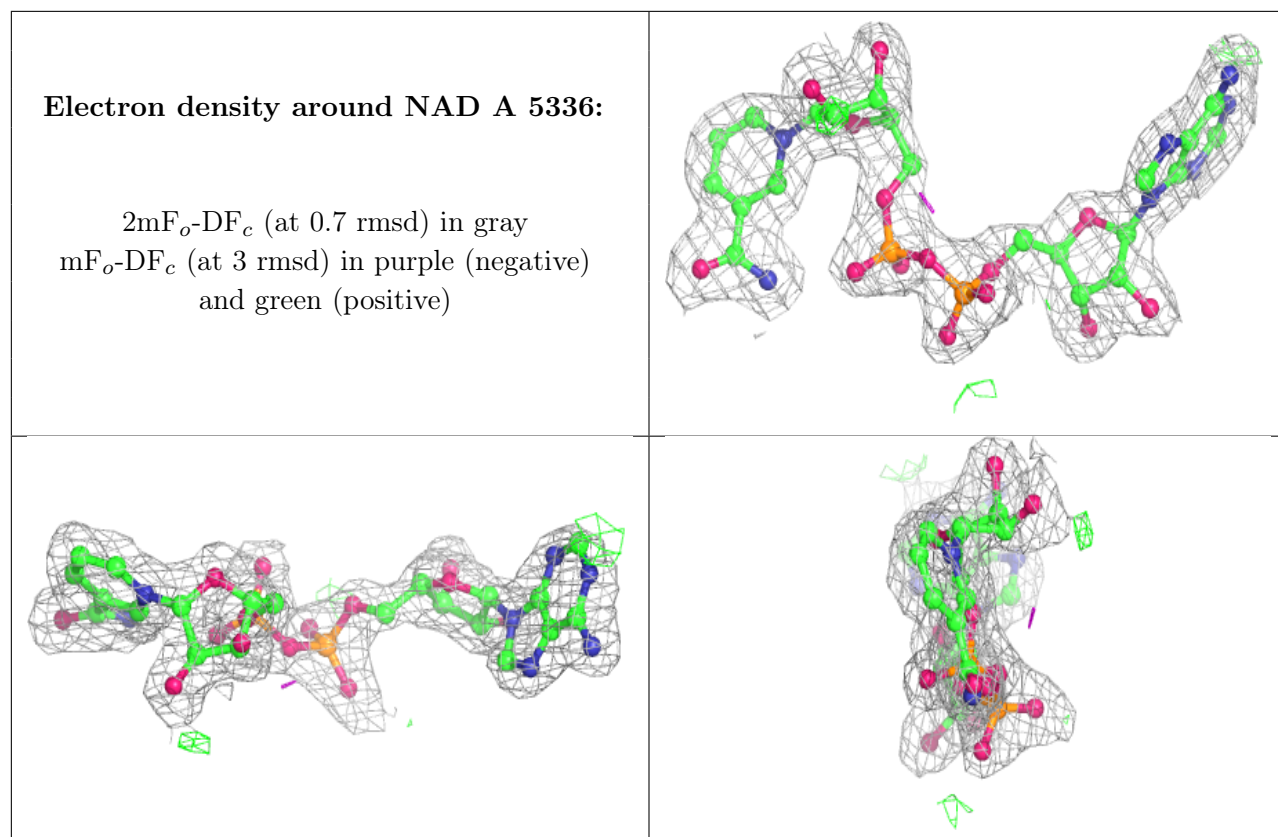 Electron density around NAD A 5336:
2mFₒ-DF𝒸 (at 0.7 rmsd) in gray
mFₒ-DF𝒸 (at 3 rmsd) in purple (negative)
and green (positive)